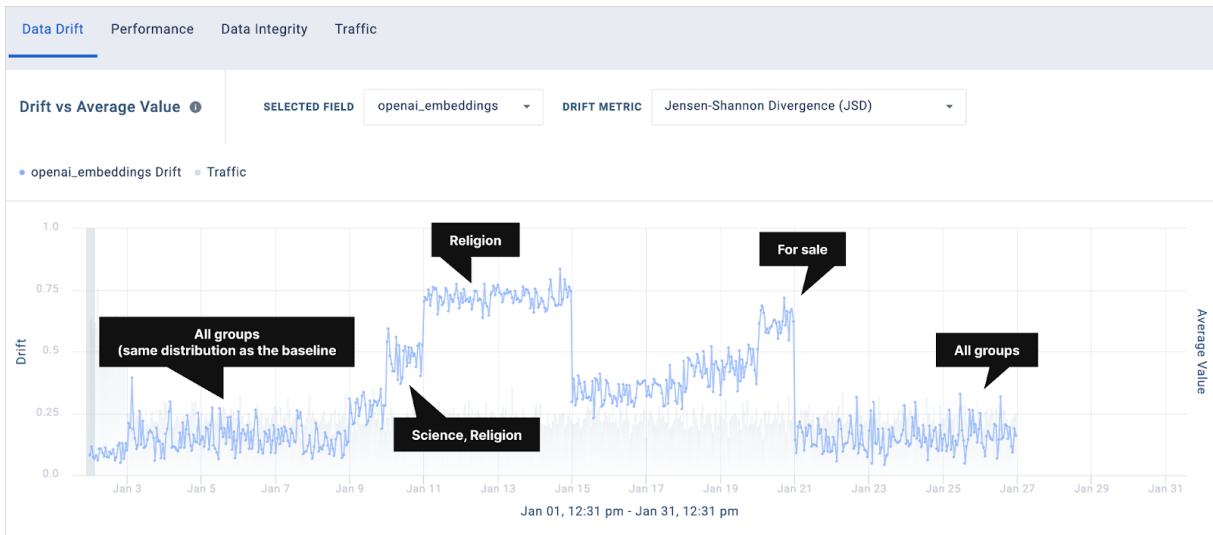 Data Drift Performance Data Integrity Traffic
Drift vs Average Value SELECTED FIELD openai_embeddings DRIFT METRIC Jensen-Shannon Divergence (JSD)
openai_embeddings Drift Traffic
1.0
0.75
0.5
0.25
0.0
Drift
Religion
For sale
All groups
(same distribution as the baseline
All groups
Science, Religion
Average Value
Jan 3 Jan 5 Jan 7 Jan 9 Jan 11 Jan 13 Jan 15 Jan 17 Jan 19 Jan 21 Jan 23 Jan 25 Jan 27 Jan 29 Jan 31
Jan 01, 12:31 pm - Jan 31, 12:31 pm